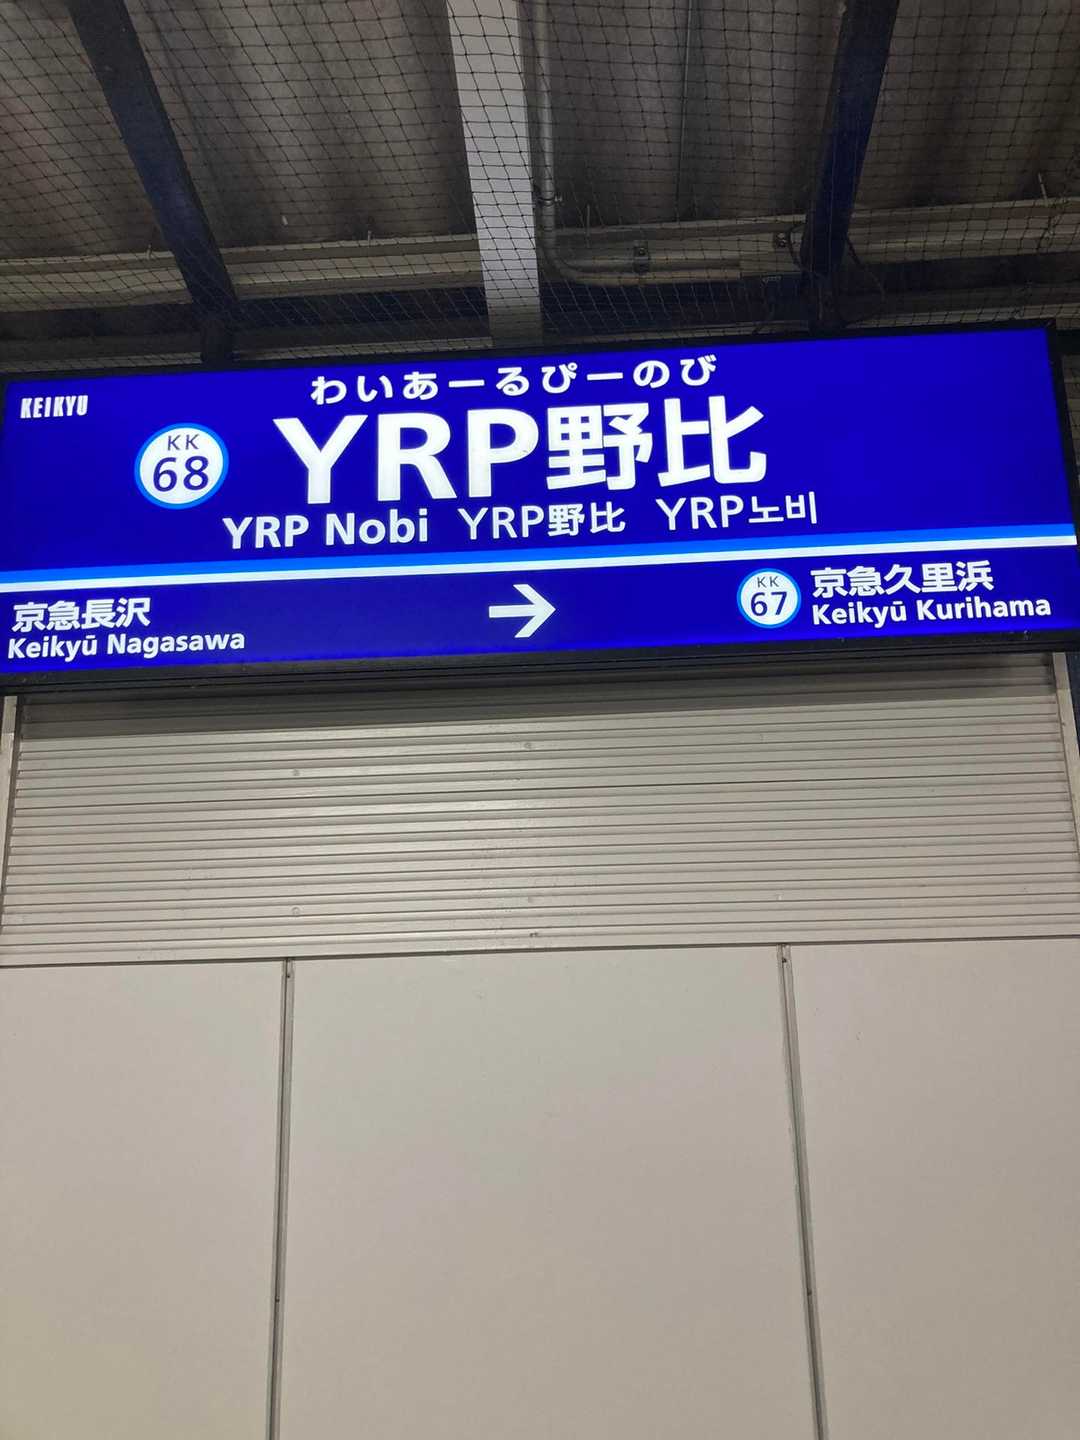 KEIKYU
わいあーるぴーのび
KK
68
YRP野比
YRP Nobi YRP野比 YRP노비
京急長沢
Keikyū Nagasawa
→
KK
67
京急久里浜
Keikyū Kurihama